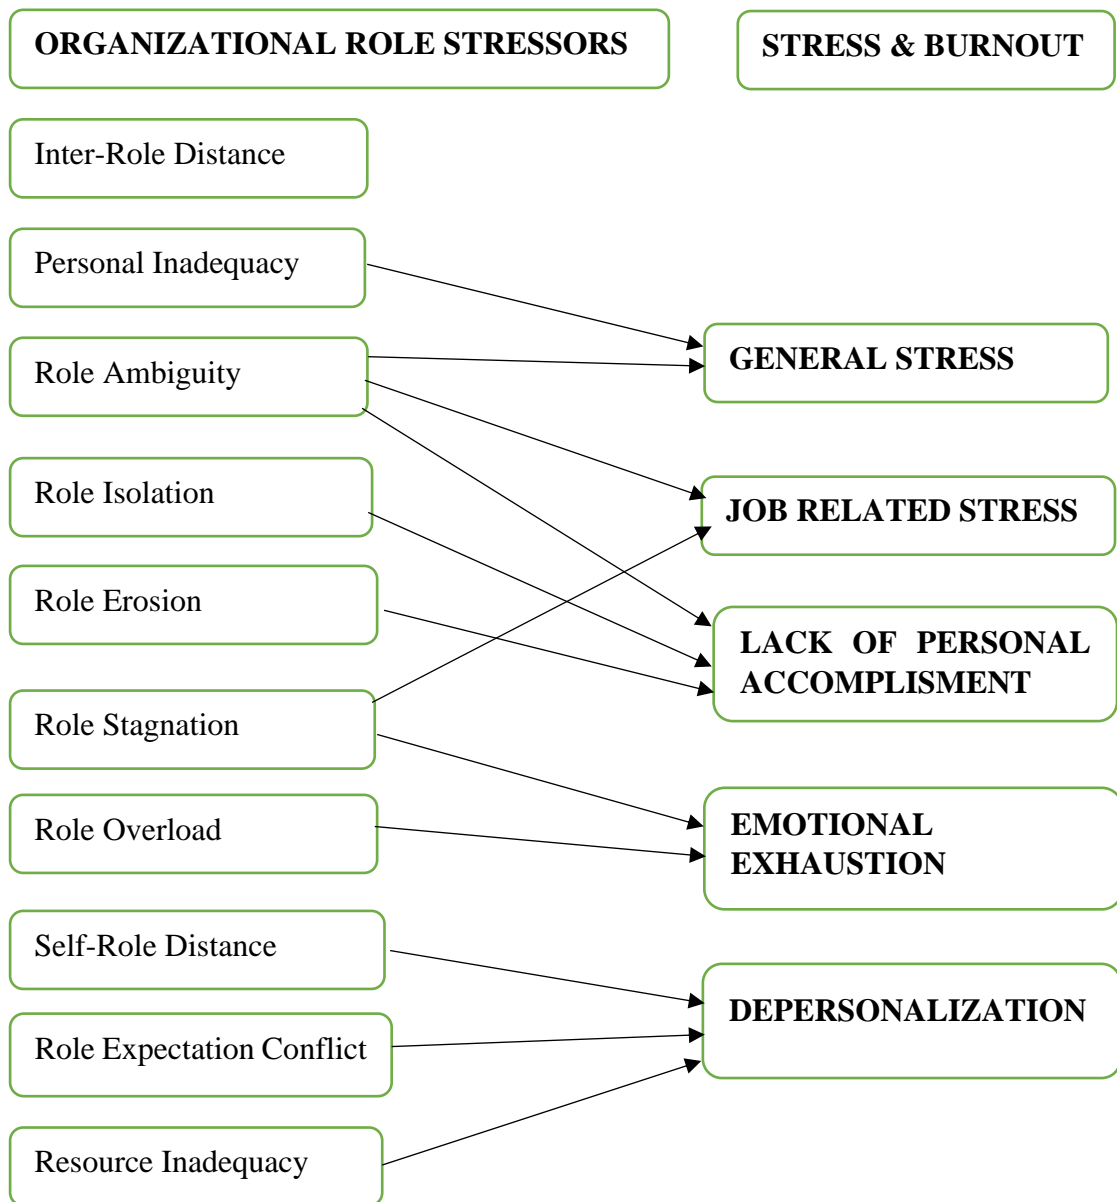 ORGANIZATIONAL ROLE STRESSORS
STRESS & BURNOUT
Inter-Role Distance
Personal Inadequacy
Role Ambiguity
Role Isolation
Role Erosion
Role Stagnation
Role Overload
Self-Role Distance
Role Expectation Conflict
Resource Inadequacy
GENERAL STRESS
JOB RELATED STRESS
LACK OF PERSONAL
ACCOMPLISMENT
EMOTIONAL
EXHAUSTION
DEPERSONALIZATION